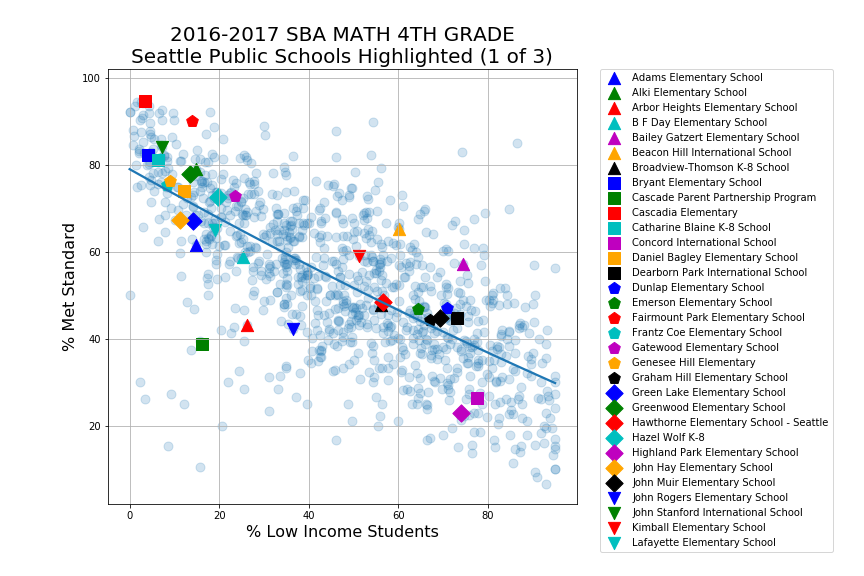 2016-2017 SBA MATH 4TH GRADE
Seattle Public Schools Highlighted (1 of 3)
100
80
60
40
20
% Met Standard
0
20
40
60
80
% Low Income Students
Adams Elementary School
Alki Elementary School
Arbor Heights Elementary School
B F Day Elementary School
Bailey Gatzert Elementary School
Beacon Hill International School
Broadview-Thomson K-8 School
Bryant Elementary School
Cascade Parent Partnership Program
Cascadia Elementary
Catharine Blaine K-8 School
Concord International School
Daniel Bagley Elementary School
Dearborn Park International School
Dunlap Elementary School
Emerson Elementary School
Fairmount Park Elementary School
Frantz Coe Elementary School
Gatewood Elementary School
Genesee Hill Elementary
Graham Hill Elementary School
Green Lake Elementary School
Greenwood Elementary School
Hawthorne Elementary School - Seattle
Hazel Wolf K-8
Highland Park Elementary School
John Hay Elementary School
John Muir Elementary School
John Rogers Elementary School
John Stanford International School
Kimball Elementary School
Lafayette Elementary School